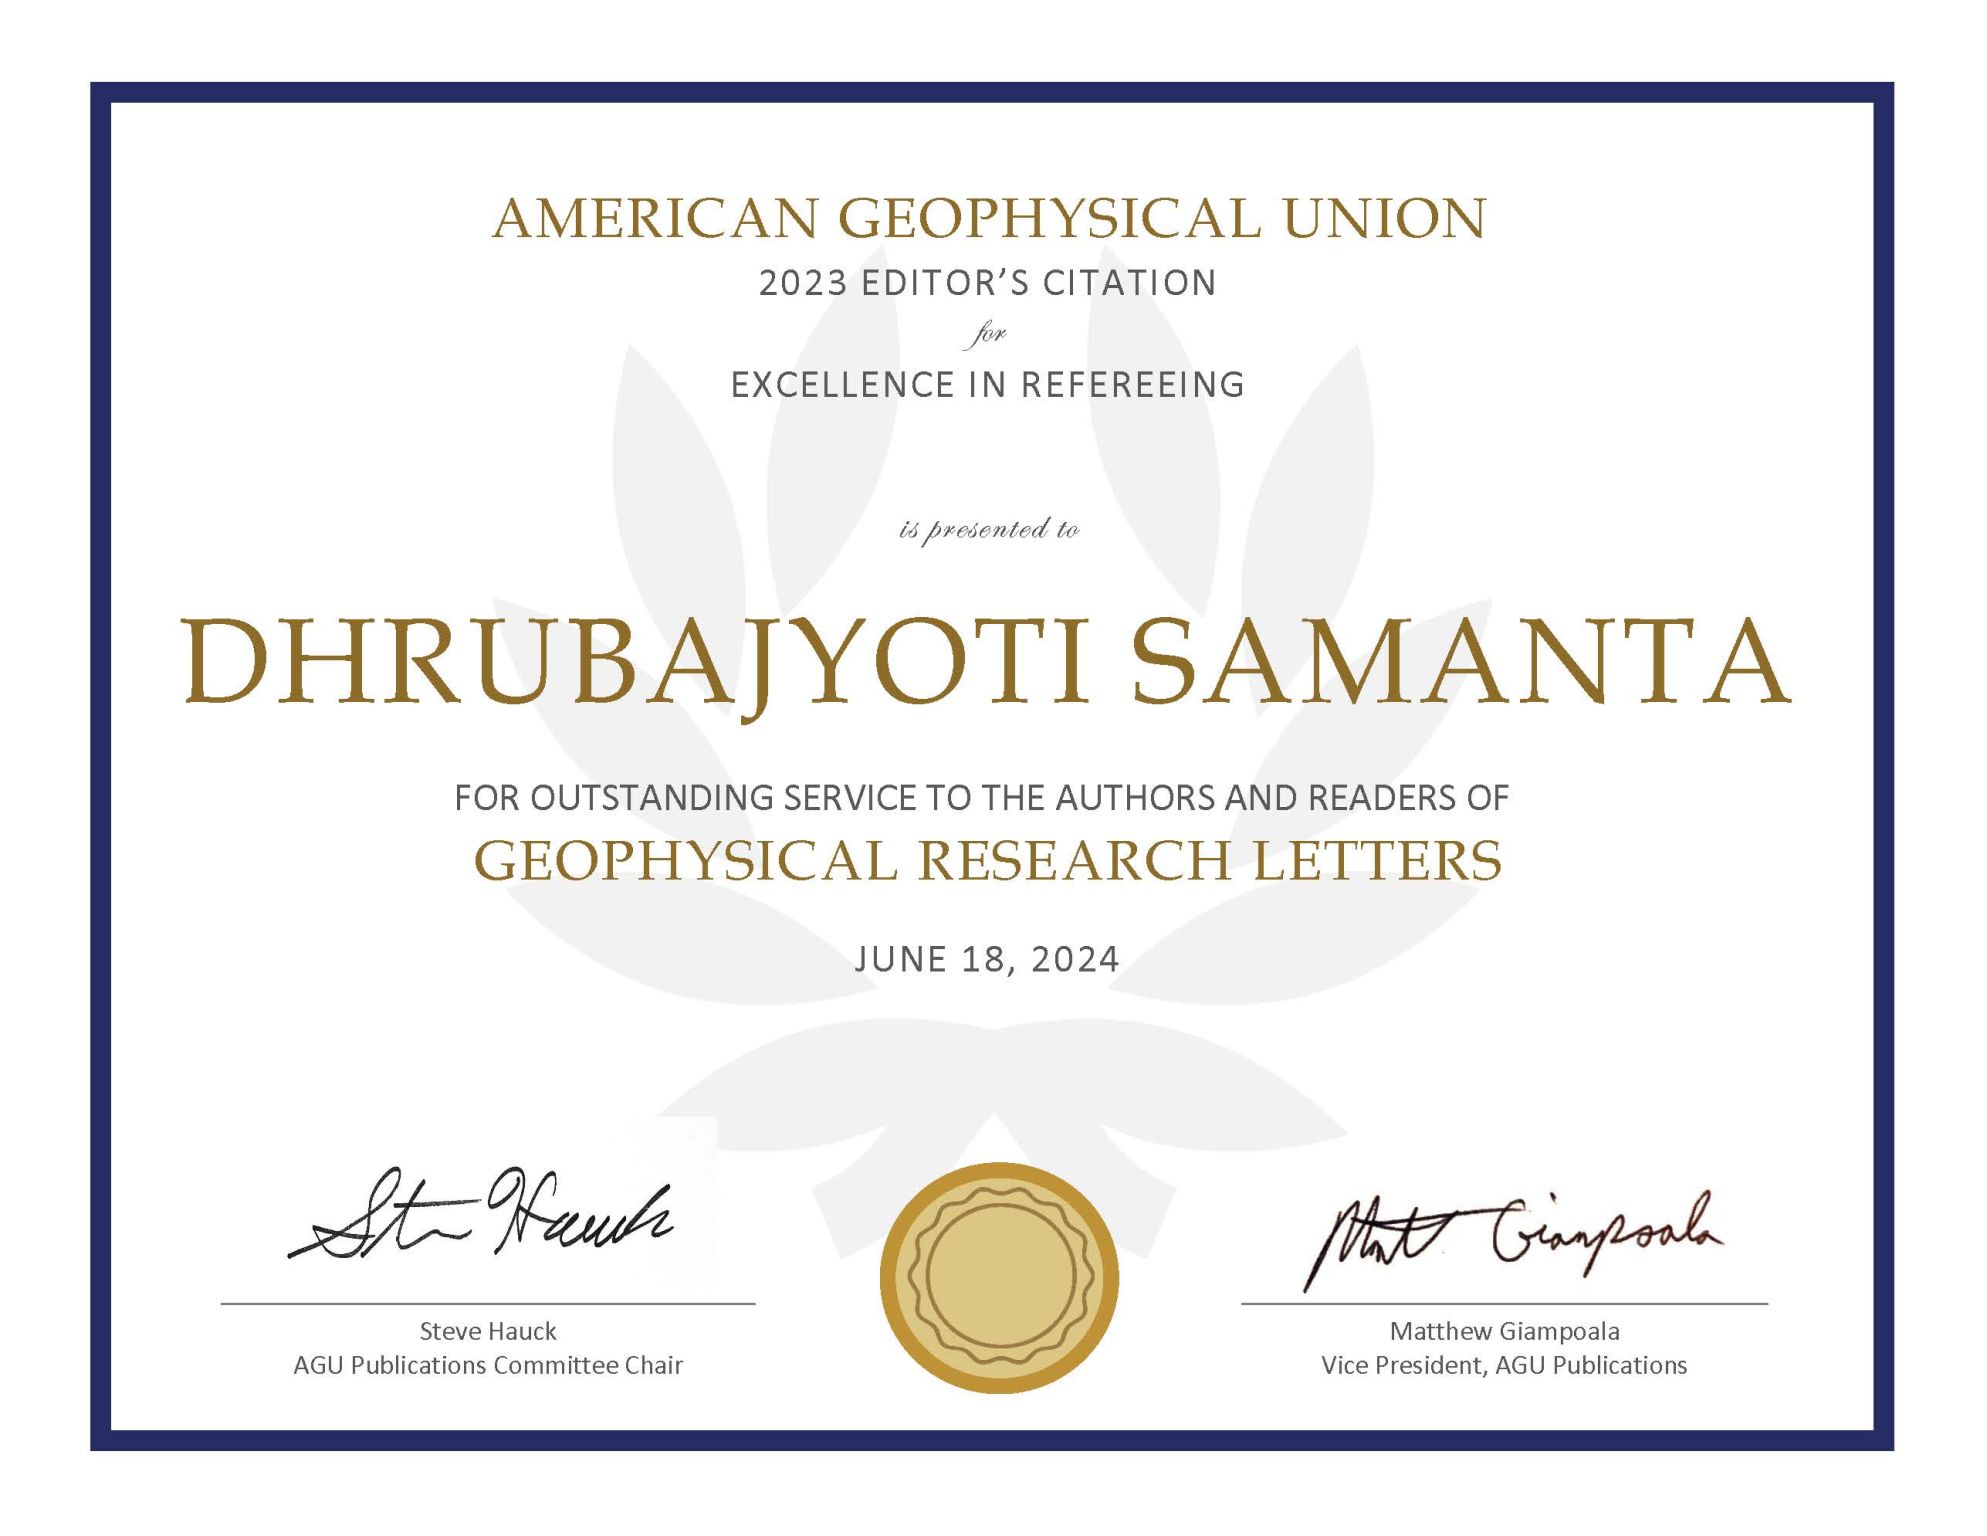 AMERICAN GEOPHYSICAL UNION
2023 EDITOR’S CITATION
for
EXCELLENCE IN REFEREEING
is presented to
DHRUBAJYOTI SAMANTA
FOR OUTSTANDING SERVICE TO THE AUTHORS AND READERS OF
GEOPHYSICAL RESEARCH LETTERS
JUNE 18, 2024
Steve Hauck
Matt Giampoala
Steve Hauck
AGU Publications Committee Chair
Matthew Giampoala
Vice President, AGU Publications